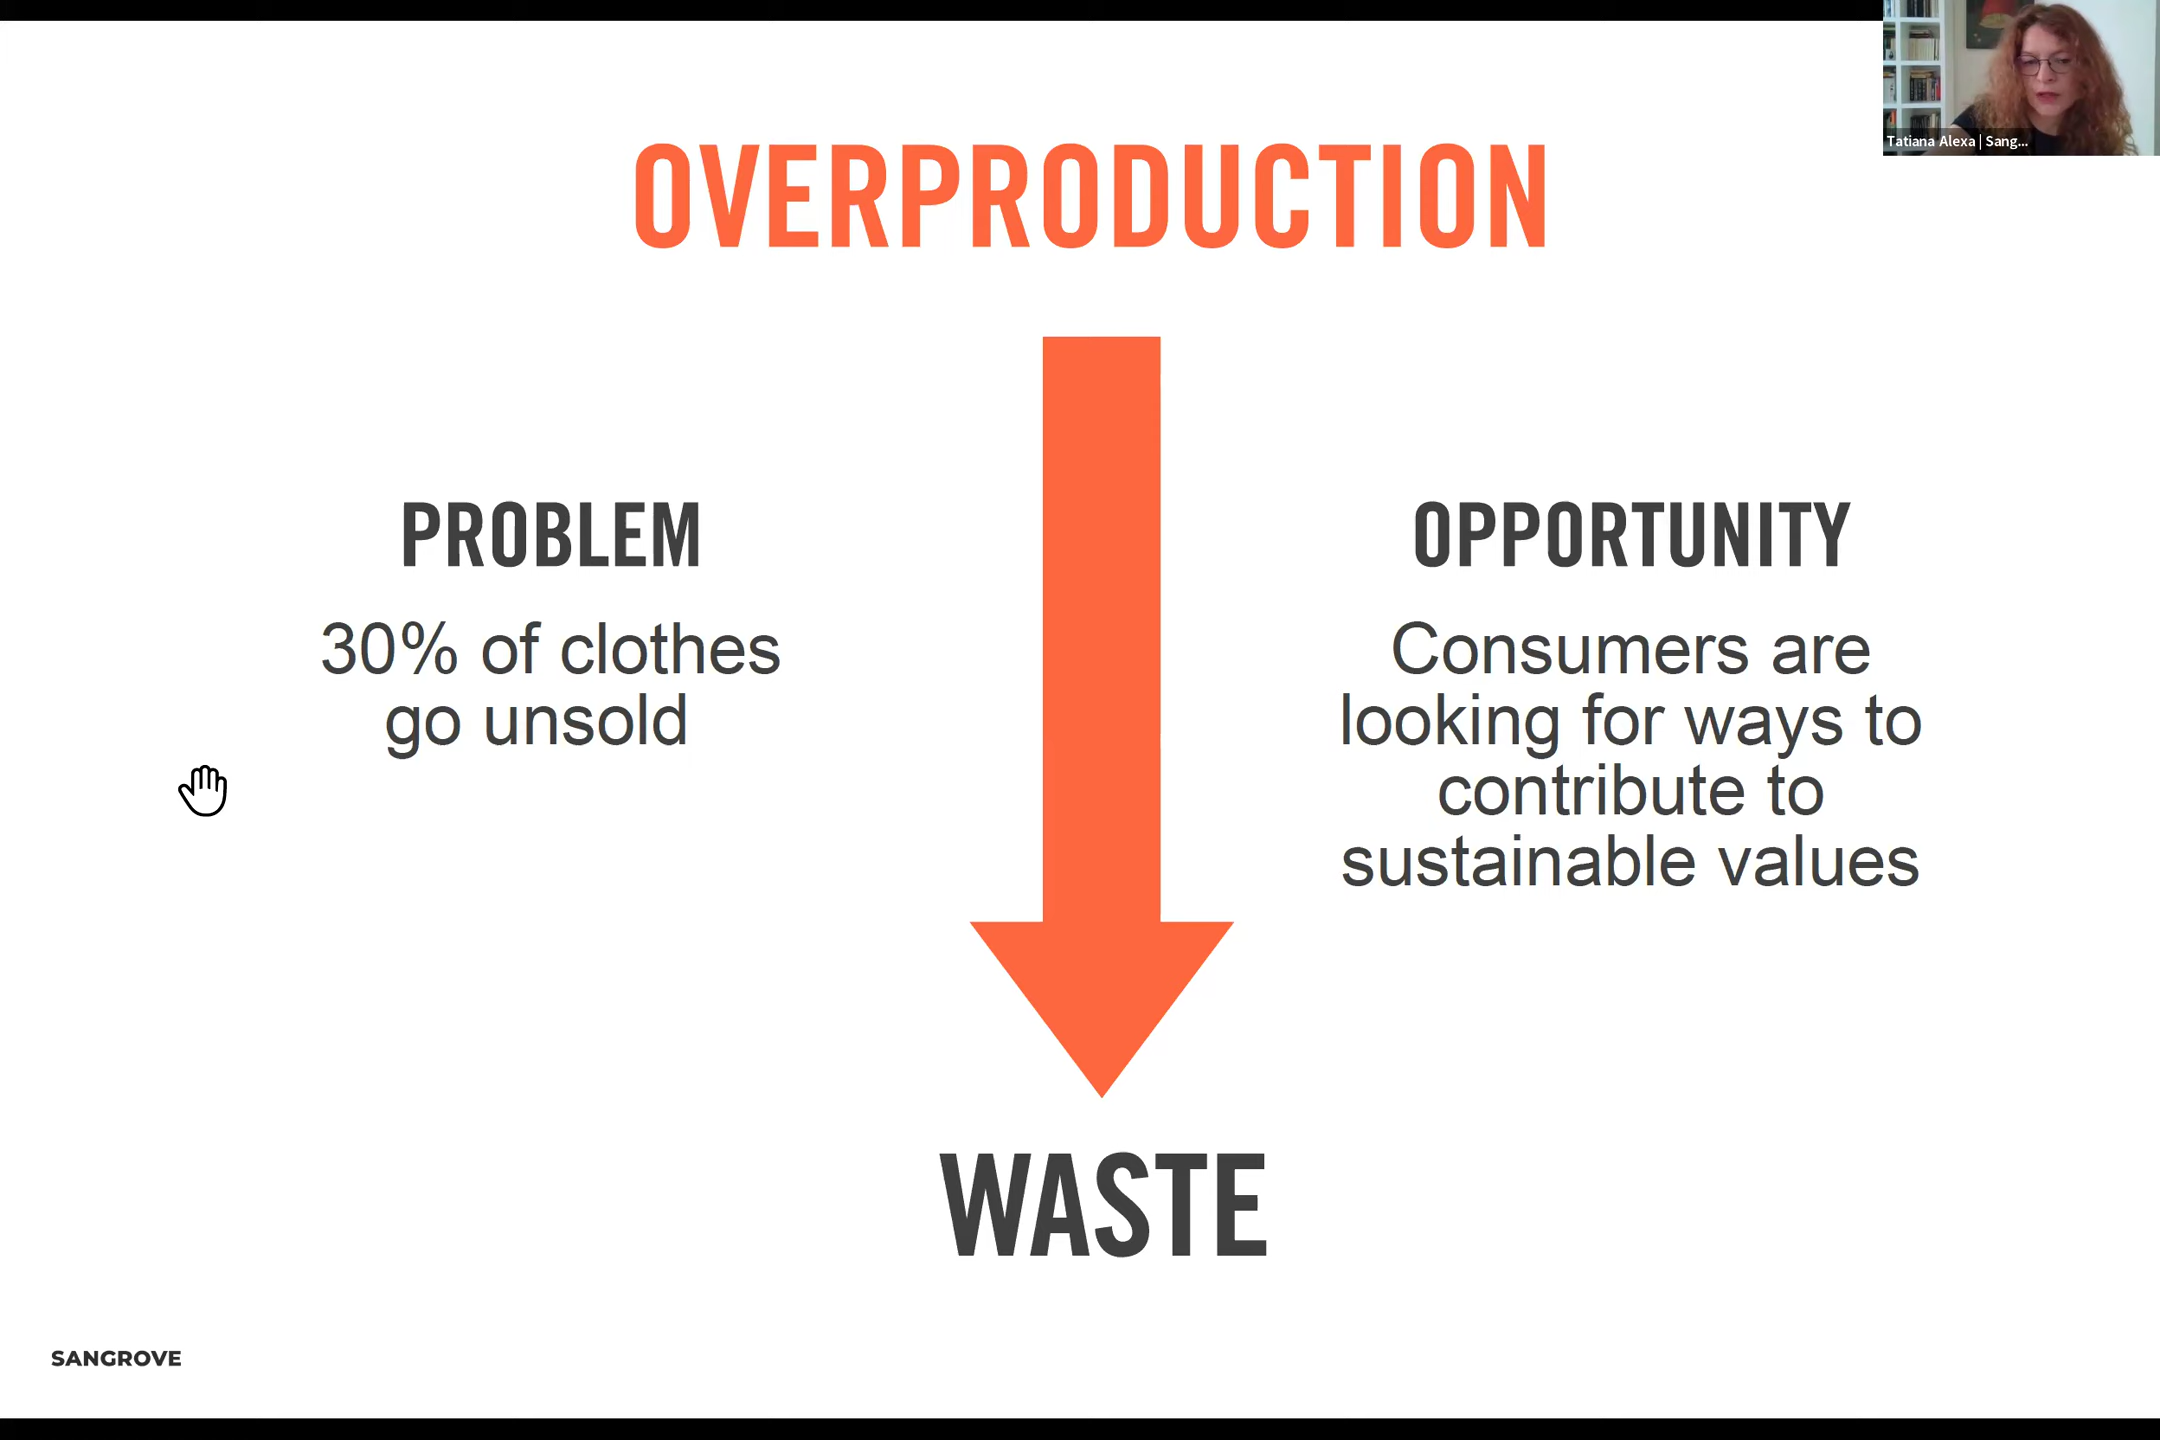 Tatiana Alexa | Sang...
OVERPRODUCTION
PROBLEM
30% of clothes
go unsold
OPPORTUNITY
Consumers are
looking for ways to
contribute to
sustainable values
WASTE
SANGROVE